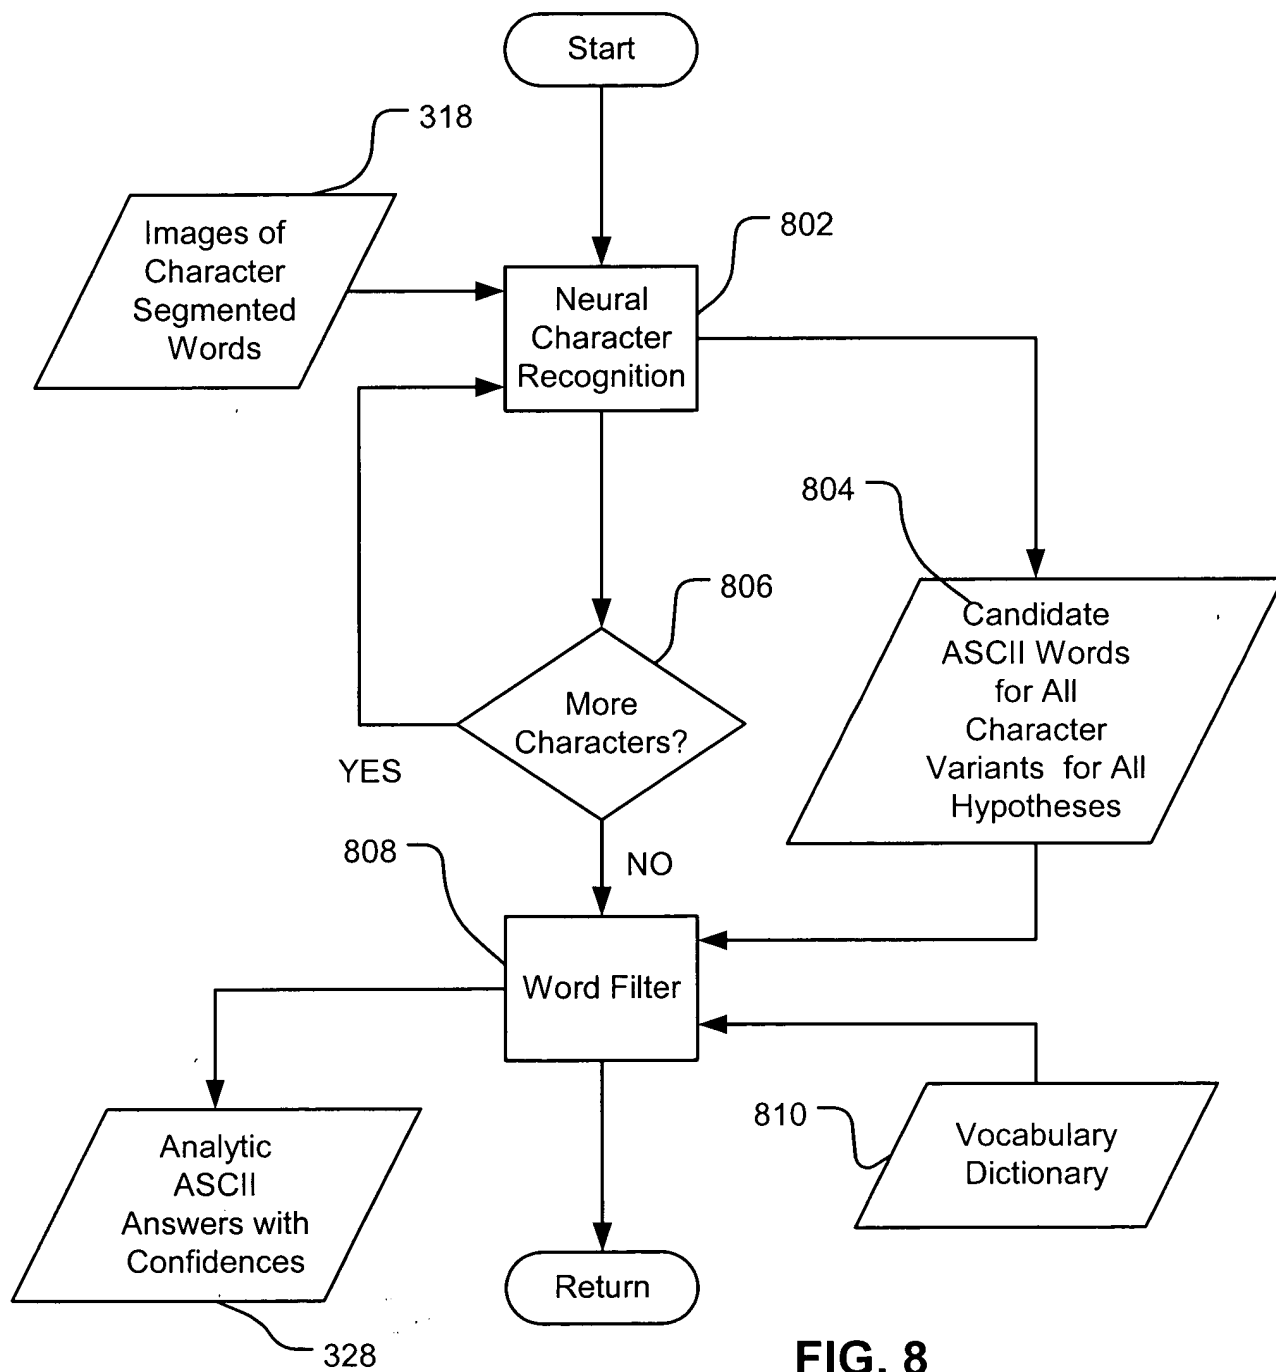 Start
318
Images of
Character
Segmented
Words
802
Neural
Character
Recognition
804
Candidate
ASCII Words
for All
Character
Variants for All
Hypotheses
806
More
Characters?
YES
NO
808
Word Filter
810
Vocabulary
Dictionary
Analytic
ASCII
Answers with
Confidences
328
Return
FIG. 8